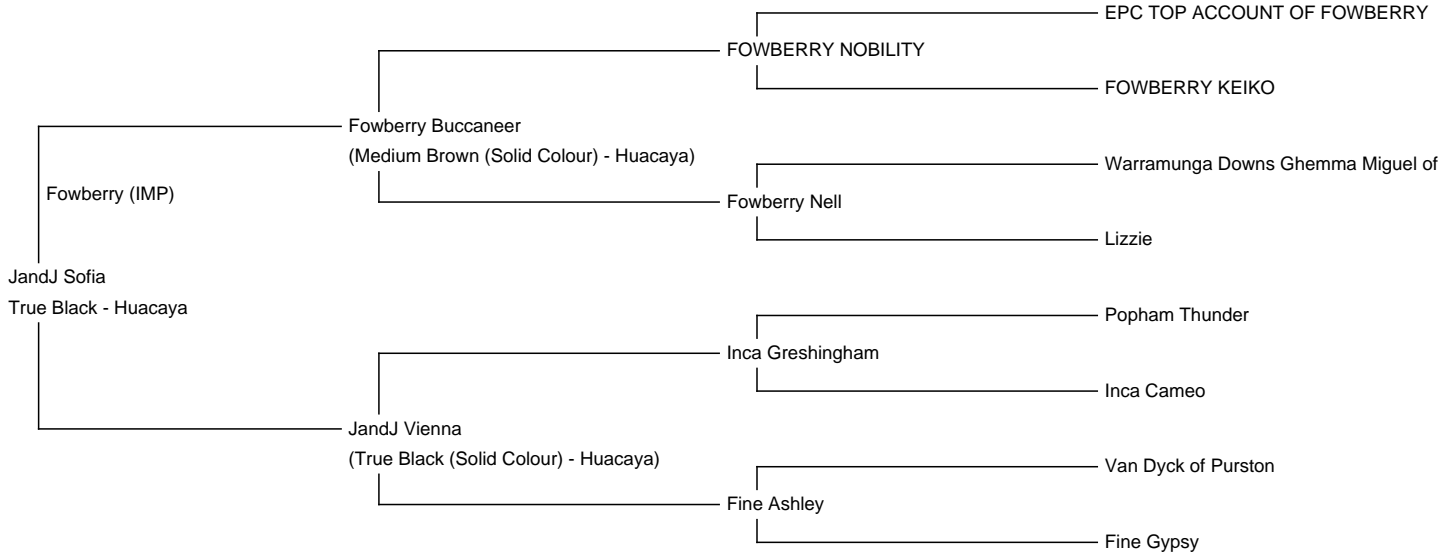 EPC TOP ACCOUNT OF FOWBERRY
FOWBERRY NOBILITY
FOWBERRY KEIKO
Fowberry Buccaneer
(Medium Brown (Solid Colour) - Huacaya)
Warramunga Downs Ghemma Miguel of
Fowberry (IMP)
Fowberry Nell
Lizzie
JandJ Sofia
True Black - Huacaya
Popham Thunder
Inca Greshingham
Inca Cameo
JandJ Vienna
(True Black (Solid Colour) - Huacaya)
Van Dyck of Purston
Fine Ashley
Fine Gypsy